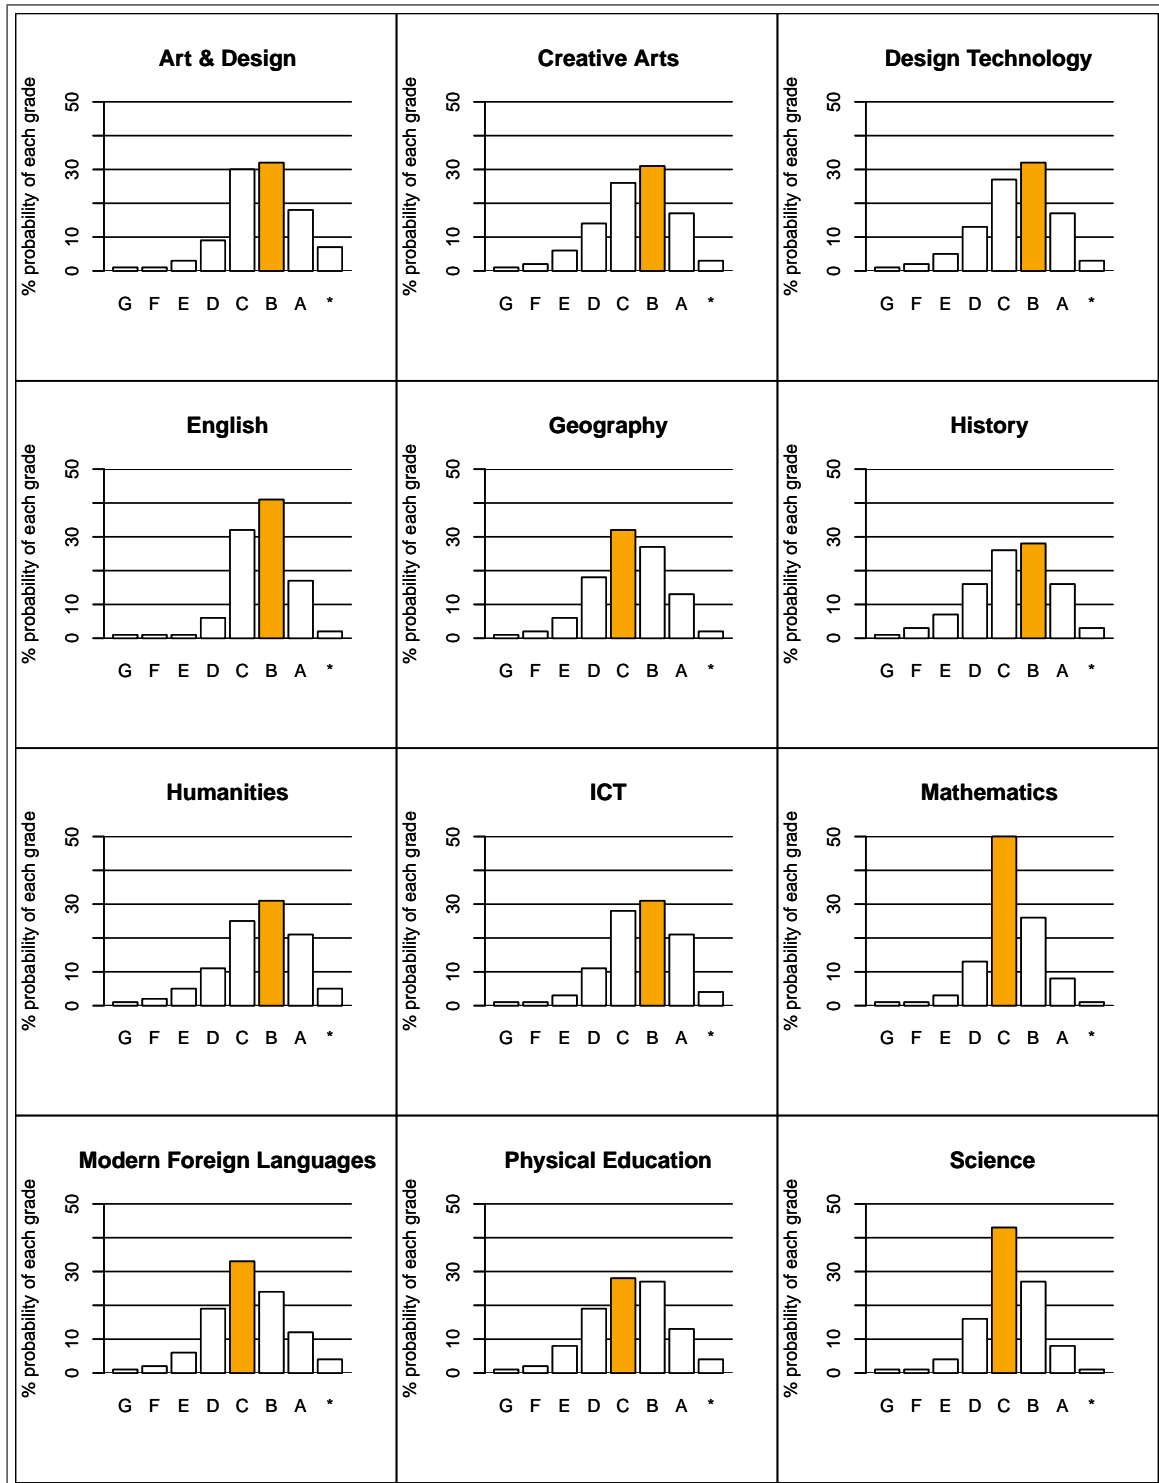 Art & Design
% probability of each grade
50
30
10
0
G F E D C B A *
Creative Arts
% probability of each grade
50
30
10
0
G F E D C B A *
Design Technology
% probability of each grade
50
30
10
0
G F E D C B A *
English
% probability of each grade
50
30
10
0
G F E D C B A *
Geography
% probability of each grade
50
30
10
0
G F E D C B A *
History
% probability of each grade
50
30
10
0
G F E D C B A *
Humanities
% probability of each grade
50
30
10
0
G F E D C B A *
ICT
% probability of each grade
50
30
10
0
G F E D C B A *
Mathematics
% probability of each grade
50
30
10
0
G F E D C B A *
Modern Foreign Languages
% probability of each grade
50
30
10
0
G F E D C B A *
Physical Education
% probability of each grade
50
30
10
0
G F E D C B A *
Science
% probability of each grade
50
30
10
0
G F E D C B A *